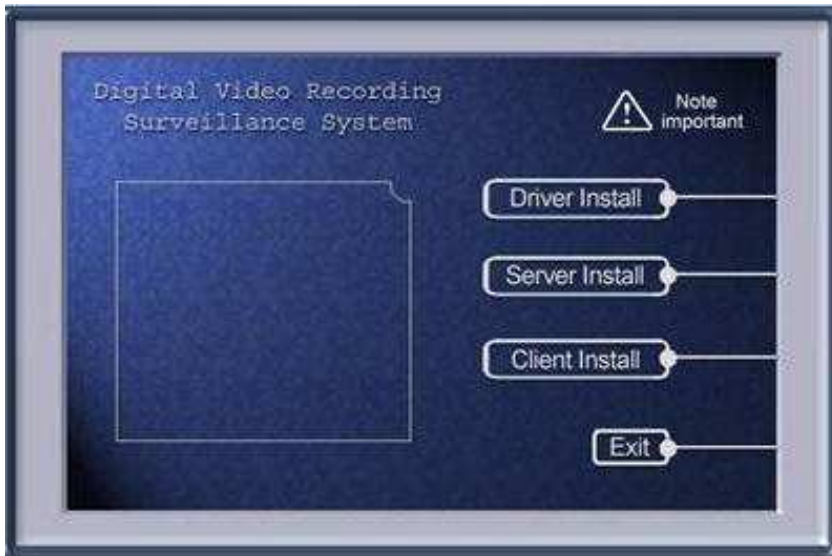 Digital Video Recording
Surveillance System
Note
important
Driver Install
Server Install
Client Install
Exit